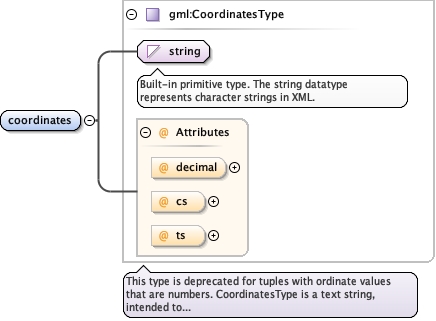 gml:CoordinatesType
string
Built-in primitive type. The string datatype
represents character strings in XML.
coordinates
@ Attributes
@ decimal
@ cs
@ ts
This type is deprecated for tuples with ordinate values
that are numbers. CoordinatesType is a text string,
intended to...